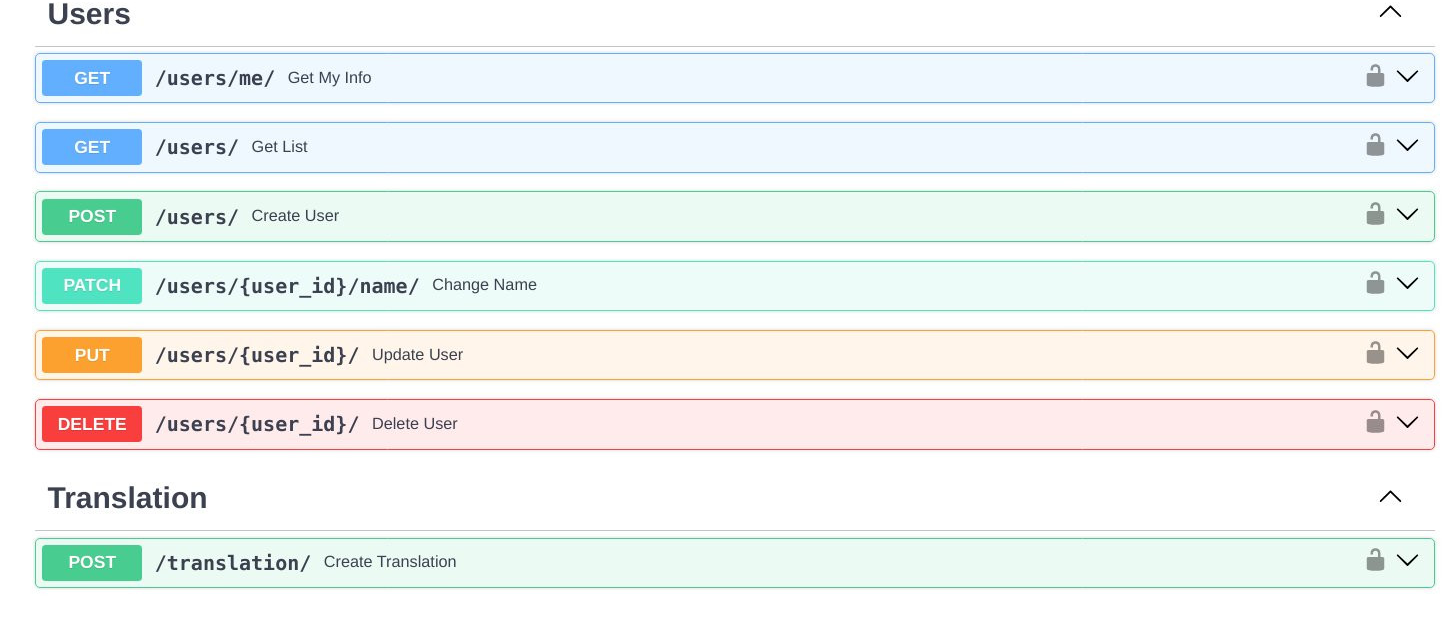 Users
GET /users/me/ Get My Info
GET /users/ Get List
POST /users/ Create User
PATCH /users/{user_id}/name/ Change Name
PUT /users/{user_id}/ Update User
DELETE /users/{user_id}/ Delete User
Translation
POST /translation/ Create Translation